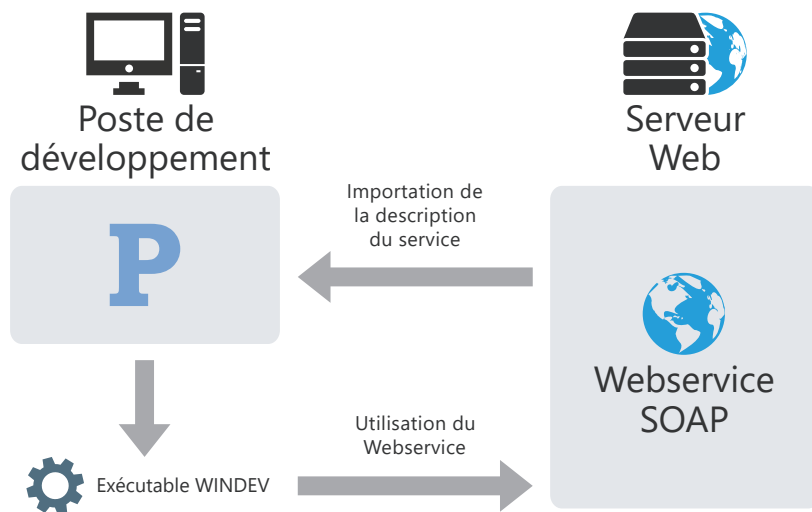 Poste de
développement
Serveur
Web
Importation de
la description
du service
P
Webservice
SOAP
Utilisation du
Webservice
Exécutable WINDEV